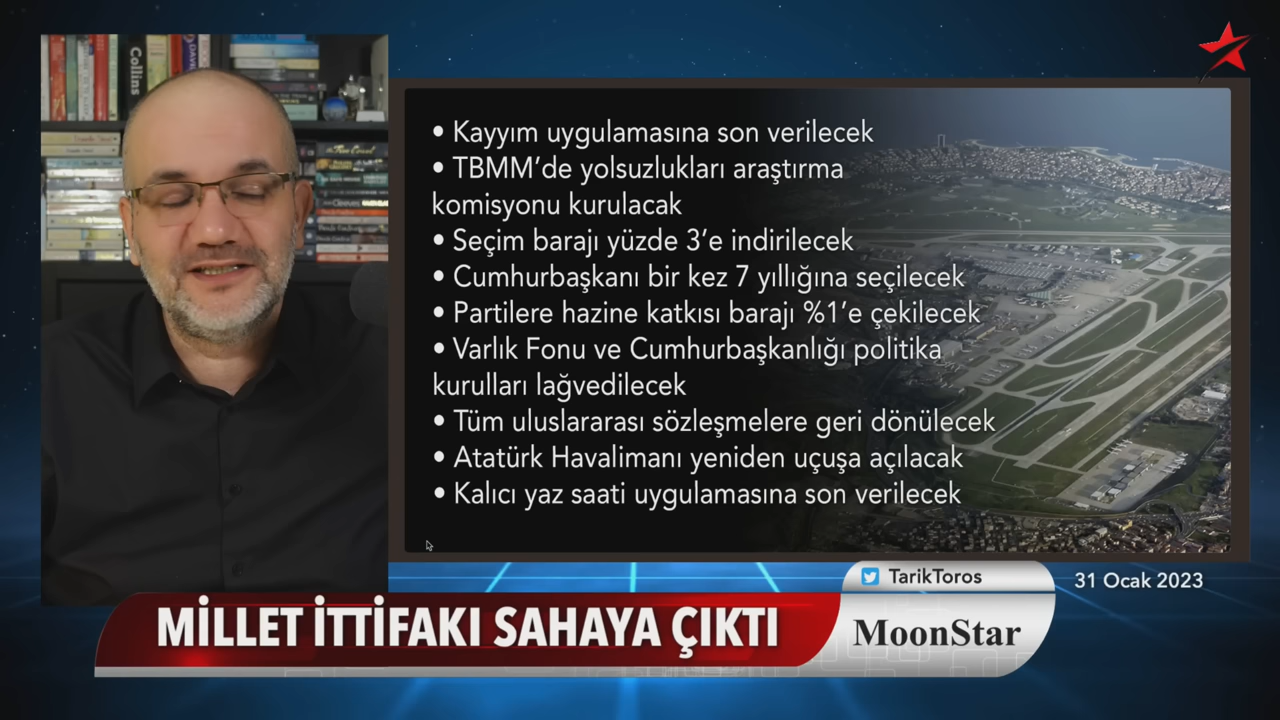 Collins
• Kayyım uygulamasına son verilecek
• TBMM’de yolsuzlukları araştırma
komisyonu kurulacak
• Seçim barajı yüzde 3’e indirilecek
• Cumhurbaşkanı bir kez 7 yıllığına seçilecek
• Partilere hazine katkısı barajı %1’e çekilecek
• Varlık Fonu ve Cumhurbaşkanlığı politika
kurulları lağvedilecek
• Tüm uluslararası sözleşmelere geri dönülecek
• Atatürk Havalimanı yeniden uçuşa açılacak
• Kalıcı yaz saati uygulamasına son verilecek
TarikToros
31 Ocak 2023
MİLLET İTTİFAKI SAHAYA ÇIKTI
MoonStar